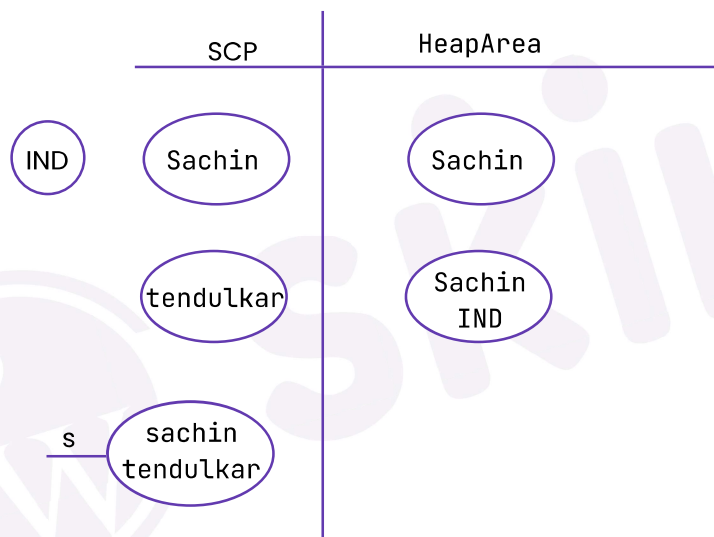 SCP
HeapArea
IND
Sachin
Sachin
tendulkar
Sachin
IND
s
sachin
tendulkar